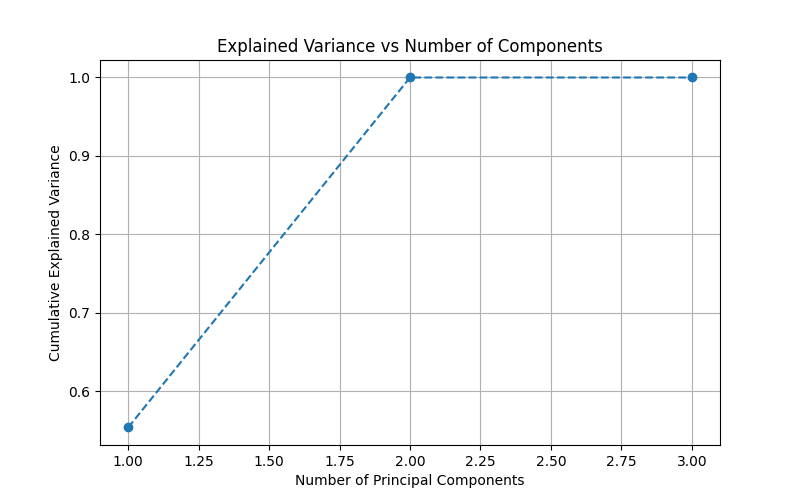 Explained Variance vs Number of Components
Cumulative Explained Variance
1.0
0.9
0.8
0.7
0.6
1.00 1.25 1.50 1.75 2.00 2.25 2.50 2.75 3.00
Number of Principal Components